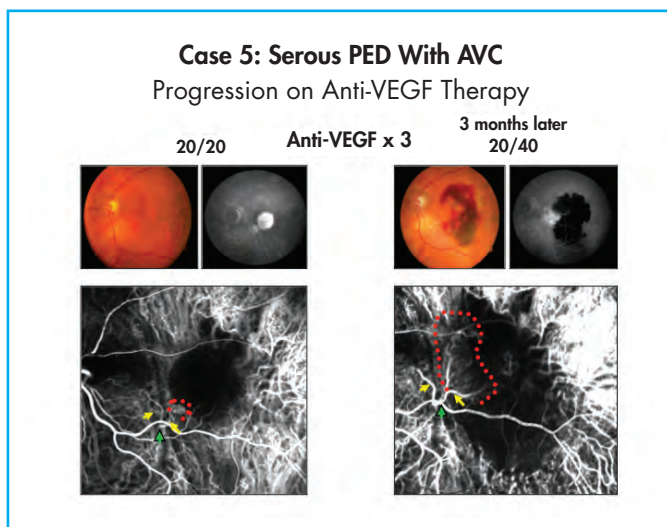 Case 5: Serous PED With AVC
Progression on Anti-VEGF Therapy
20/20
Anti-VEGF x 3
3 months later
20/40